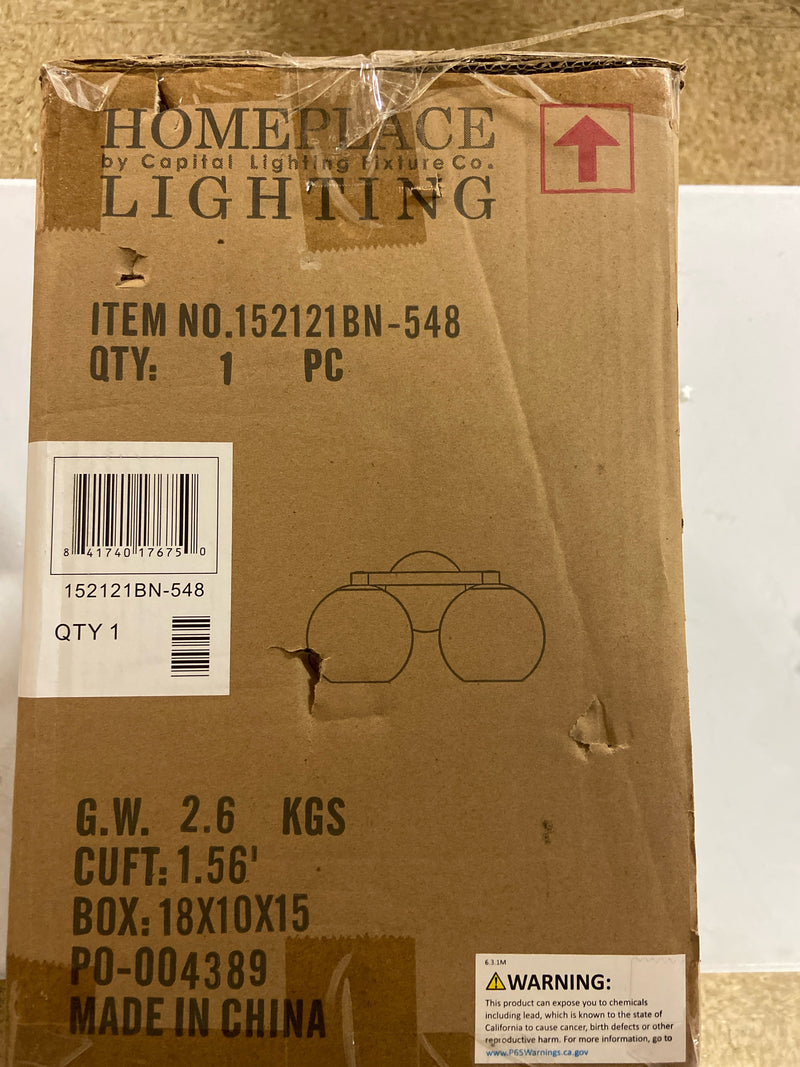 HOMEPLACE
by Capital Lighting Fixture Co.
LIGHTING
ITEM NO.152121BN-548
QTY: 1 PC
8 41740 17675 0
152121BN-548
QTY 1
G.W. 2.6 KGS
CUFT: 1.56'
BOX: 18X10X15
PO-004389
MADE IN CHINA
6.3.1M
WARNING:
This product can expose you to chemicals
including lead, which is known to the state of
California to cause cancer, birth defects or other
reproductive harm. For more information, go to
www.P65Warnings.ca.gov